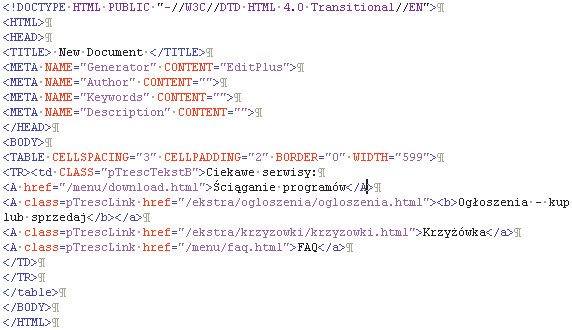 <!DOCTYPE·HTML·PUBLIC·"-//W3C//DTD·HTML·4.0·Transitional//EN">¶
<HTML>¶
<HEAD>¶
<TITLE>·New·Document·</TITLE>¶
<META·NAME="Generator"·CONTENT="EditPlus">¶
<META·NAME="Author"·CONTENT="">¶
<META·NAME="Keywords"·CONTENT="">¶
<META·NAME="Description"·CONTENT="">¶
</HEAD>¶
<BODY>¶
<TABLE·CELLSPACING="3"·CELLPADDING="2"·BORDER="0"·WIDTH="599">¶
<TR><td·CLASS="pTrescTekstB">Ciekawe·serwisy:¶
<A·href="/menu/download.html">Ściąganie·programów</A>¶
<A·class=pTrescLink·href="/ekstra/ogloszenia/ogloszenia.html"><b>Ogłoszenia·-·kup·
lub·sprzedaj</b></a>¶
<A·class=pTrescLink·href="/ekstra/krzyzowki/krzyzowki.html">Krzyżówka</a>¶
<A·class=pTrescLink·href="/menu/faq.html">FAQ</a>¶
</TD>¶
</TR>¶
</table>¶
</BODY>¶
</HTML>¶